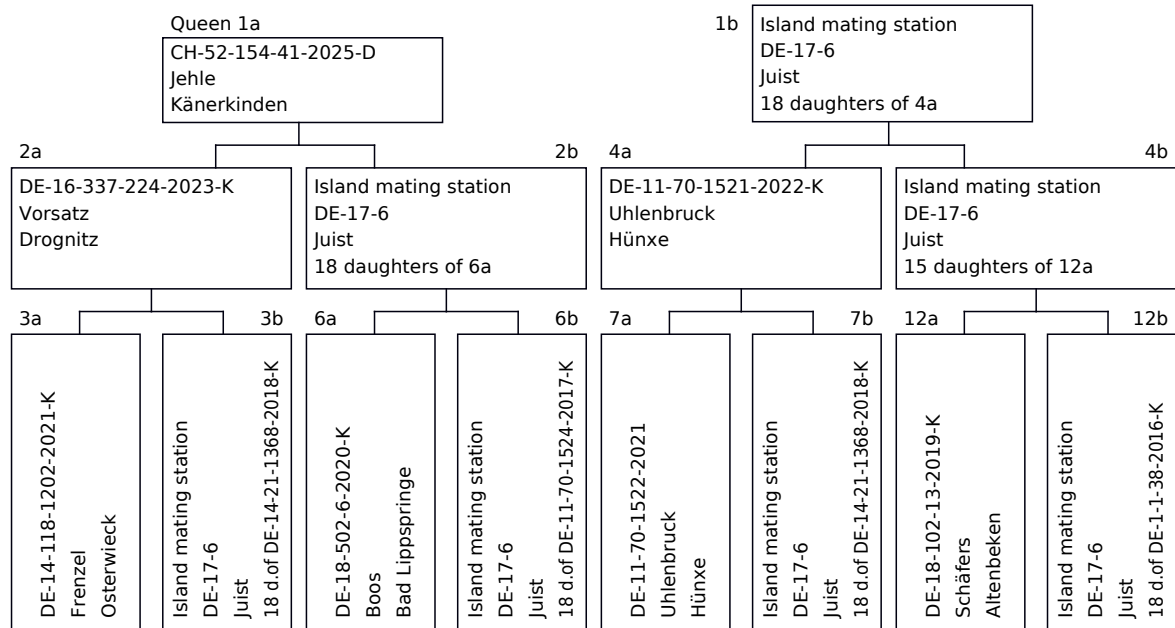 Queen 1a
CH-52-154-41-2025-D
Jehle
Känerkinden
1b
Island mating station
DE-17-6
Juist
18 daughters of 4a
2a
DE-16-337-224-2023-K
Vorsatz
Drognitz
2b
Island mating station
DE-17-6
Juist
18 daughters of 6a
4a
DE-11-70-1521-2022-K
Uhlenbruck
Hünxe
4b
Island mating station
DE-17-6
Juist
15 daughters of 12a
3a
DE-14-118-1202-2021-K
Frenzel
Osterwieck
3b
Island mating station
DE-17-6
Juist
18 d.of DE-14-21-1368-2018-K
6a
DE-18-502-6-2020-K
Boos
Bad Lippspringe
6b
Island mating station
DE-17-6
Juist
18 d.of DE-11-70-1524-2017-K
7a
DE-11-70-1522-2021
Uhlenbruck
Hünxe
7b
Island mating station
DE-17-6
Juist
18 d.of DE-14-21-1368-2018-K
12a
DE-18-102-13-2019-K
Schäfers
Altenbeken
12b
Island mating station
DE-17-6
Juist
18 d.of DE-1-1-38-2016-K